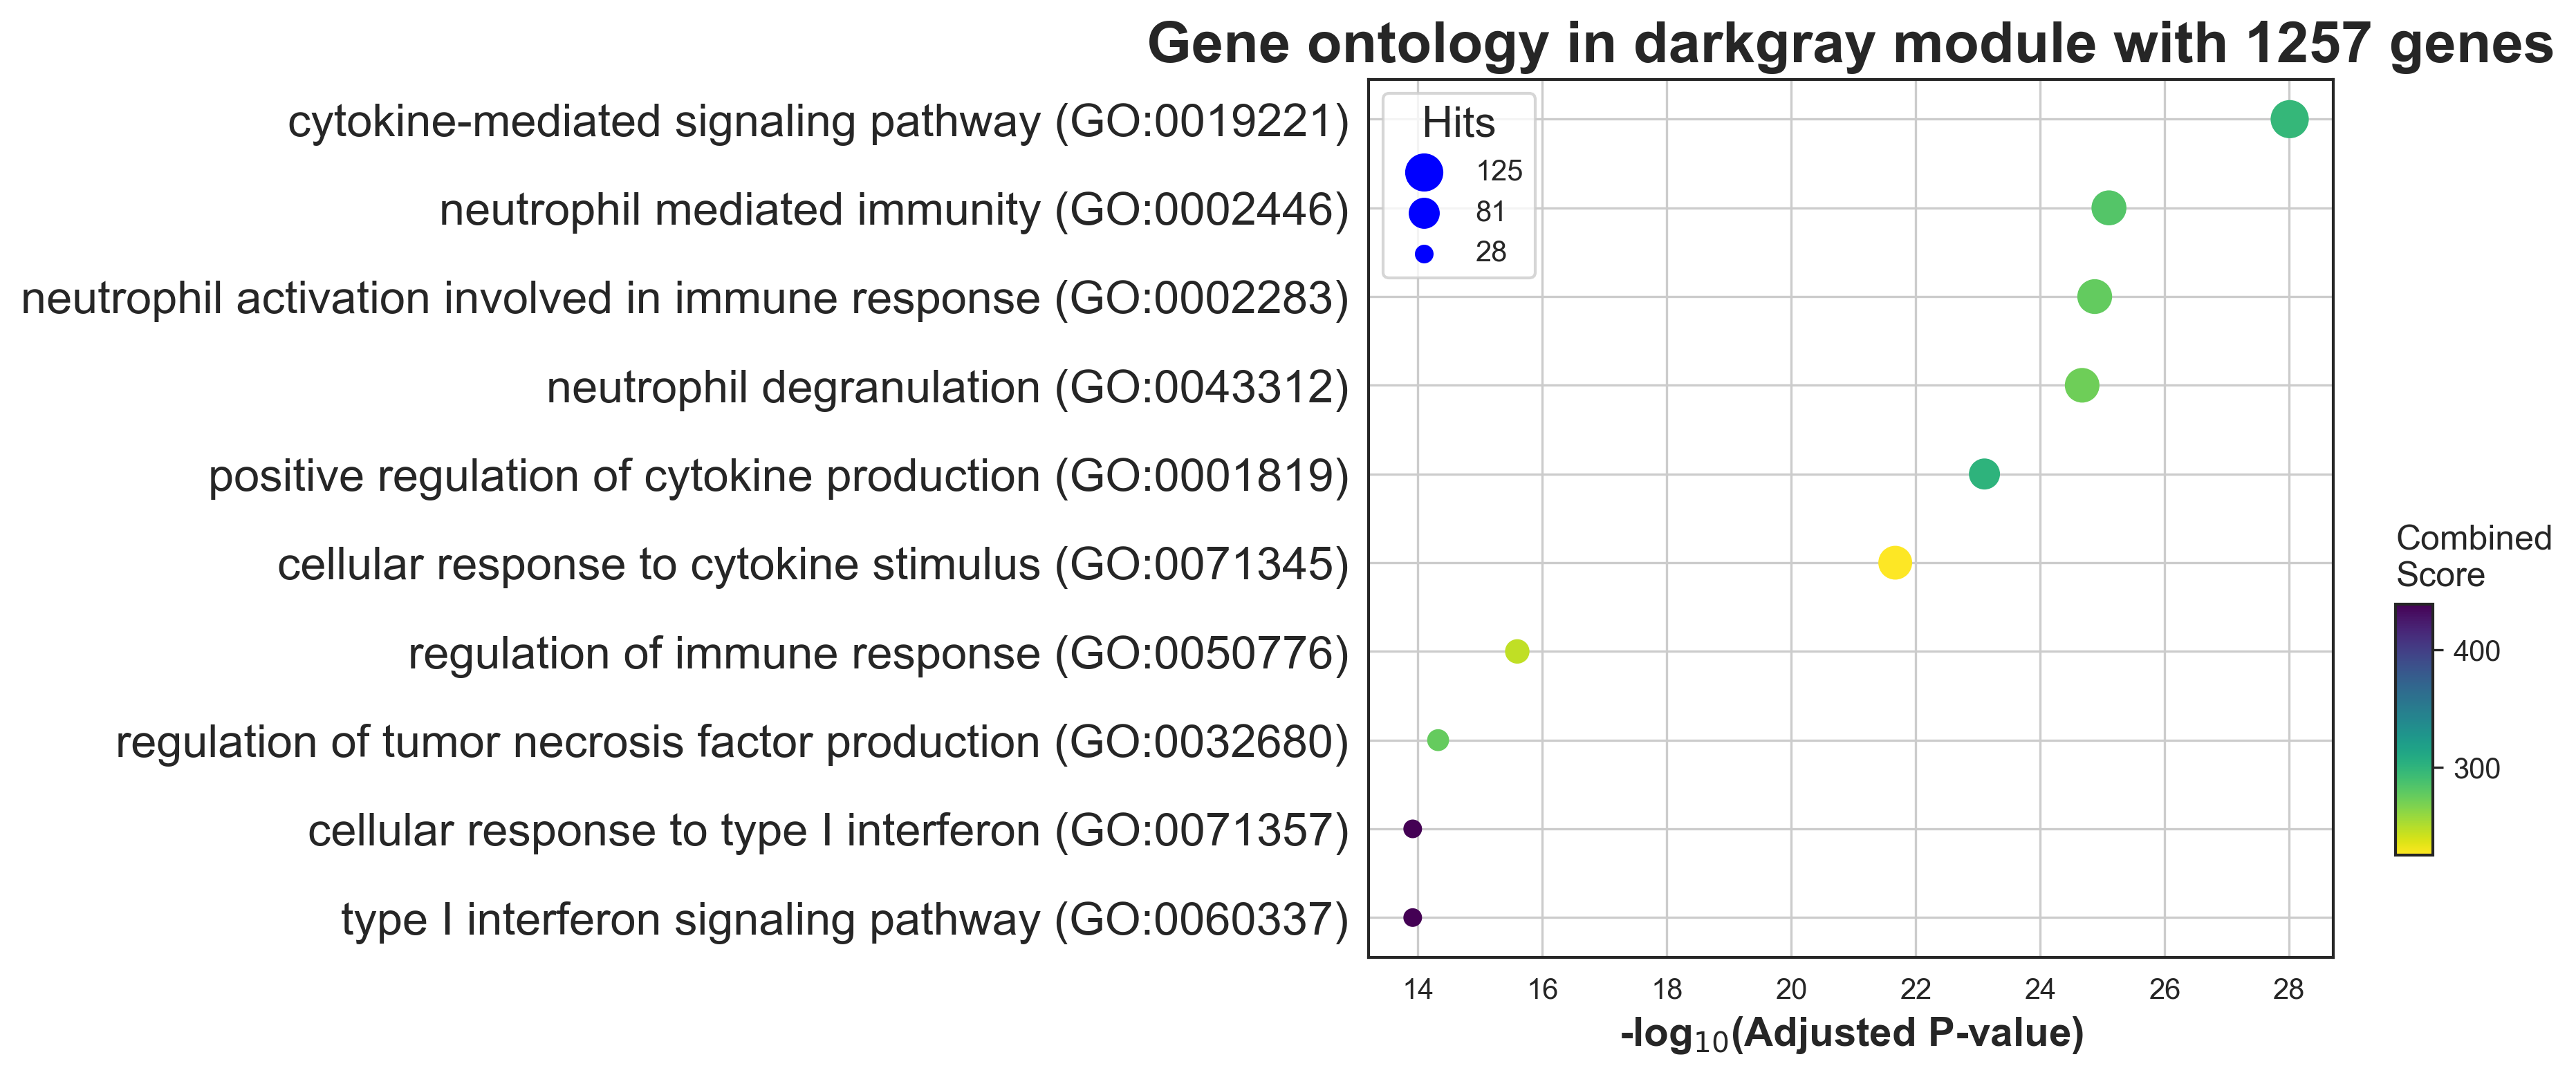 Gene ontology in darkgray module with 1257 genes
cytokine-mediated signaling pathway (GO:0019221)
neutrophil mediated immunity (GO:0002446)
neutrophil activation involved in immune response (GO:0002283)
neutrophil degranulation (GO:0043312)
positive regulation of cytokine production (GO:0001819)
cellular response to cytokine stimulus (GO:0071345)
regulation of immune response (GO:0050776)
regulation of tumor necrosis factor production (GO:0032680)
cellular response to type I interferon (GO:0071357)
type I interferon signaling pathway (GO:0060337)
Hits
125
81
28
14 16 18 20 22 24 26 28
-log10(Adjusted P-value)
Combined
Score
400
300